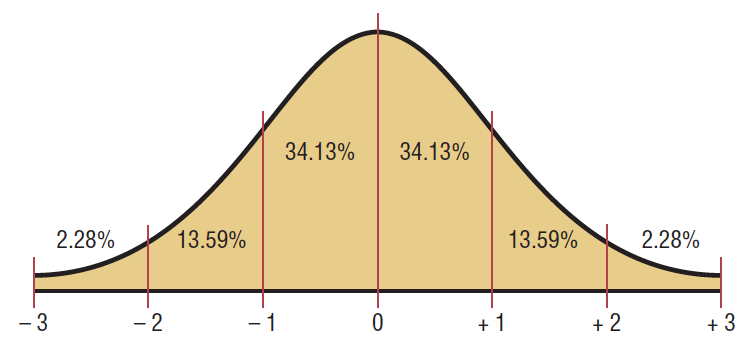 34.13% 34.13%
2.28% 13.59% 13.59% 2.28%
– 3 – 2 – 1 0 + 1 + 2 + 3